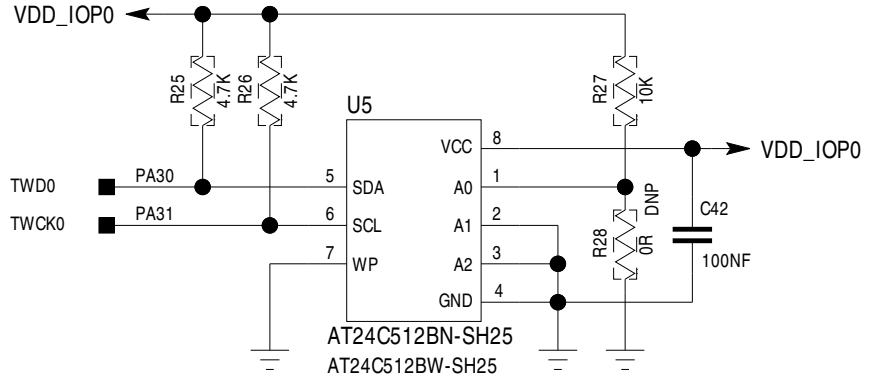 VDD_IOP0
R25
4.7K
R26
4.7K
R27
10K
U5
VCC
8
VDD_IOP0
TWD0
PA30
5
SDA
A0
1
DNP
C42
TWCK0
PA31
6
SCL
A1
2
R28
0R
7
WP
A2
3
100NF
GND
4
AT24C512BN-SH25
AT24C512BW-SH25